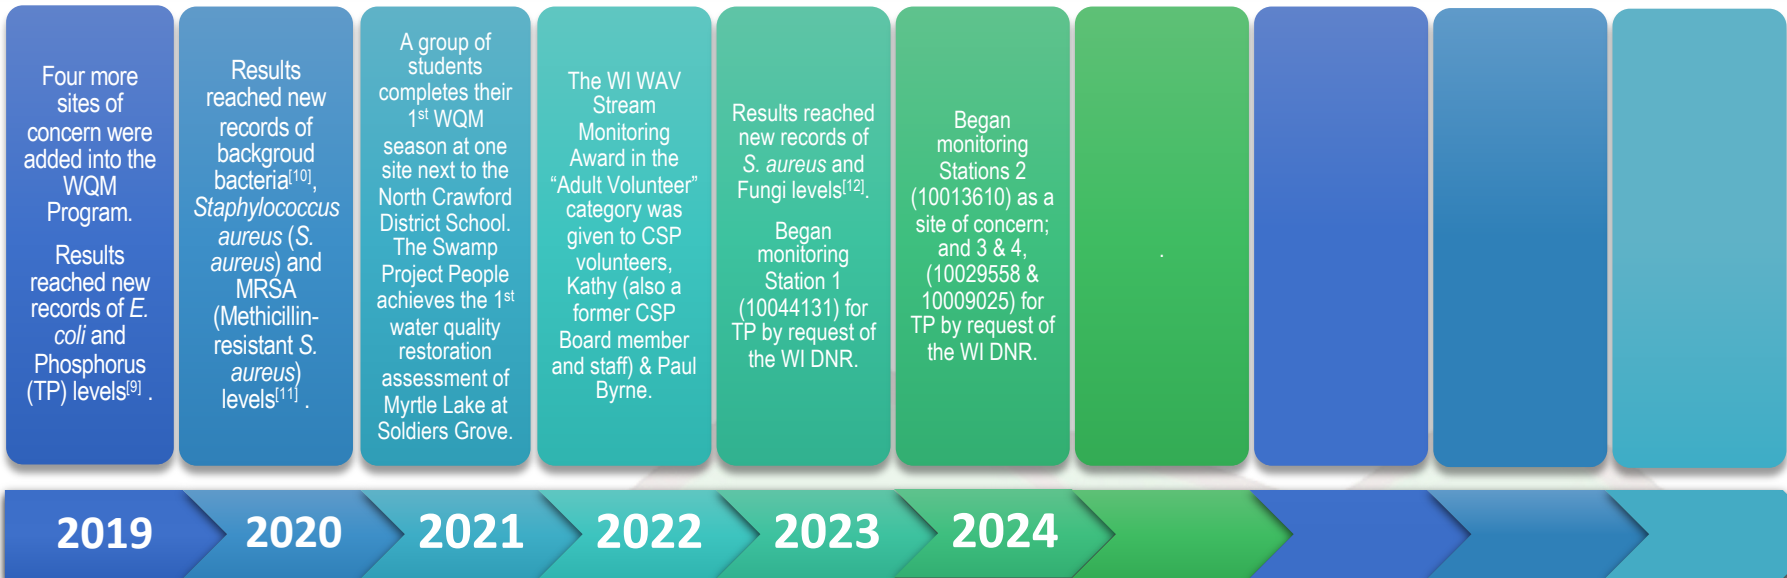 Four more
sites of
concern were
added into the
WQM
Program.
Results
reached new
records of E.
coli and
Phosphorus
(TP) levels[9] .
Results
reached new
records of
backgroud
bacteria[10],
Staphylococcus
aureus (S.
aureus) and
MRSA
(Methicillin-
resistant S.
aureus)
levels[11] .
A group of
students
completes their
1st WQM
season at one
site next to the
North Crawford
District School.
The Swamp
Project People
achieves the 1st
water quality
restoration
assessment of
Myrtle Lake at
Soldiers Grove.
The WI WAV
Stream
Monitoring
Award in the
“Adult Volunteer”
category was
given to CSP
volunteers,
Kathy (also a
former CSP
Board member
and staff) & Paul
Byrne.
Results reached
new records of
S. aureus and
Fungi levels[12].
Began
monitoring
Station 1
(10044131) for
TP by request of
the WI DNR.
Began
monitoring
Stations 2
(10013610) as a
site of concern;
and 3 & 4,
(10029558 &
10009025) for
TP by request of
the WI DNR.
.
2019
2020
2021
2022
2023
2024